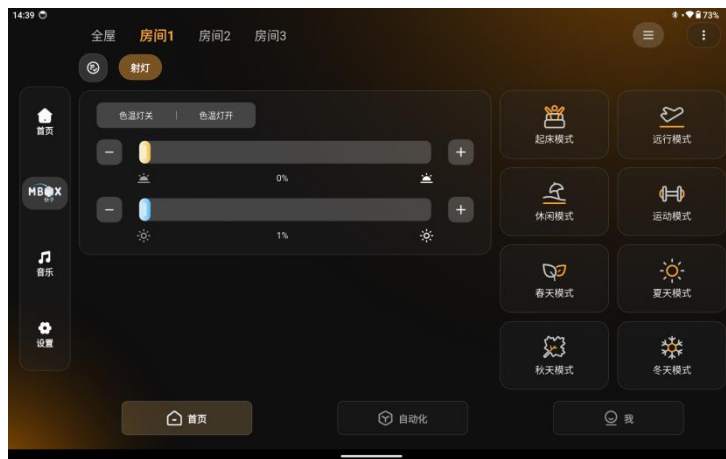 14:39 73%
全屋 房间1 房间2 房间3
射灯
首页
MBOX
盒子
音乐
设置
色温灯关 | 色温灯开
0%
1%
起床模式 远行模式
休闲模式 运动模式
春天模式 夏天模式
秋天模式 冬天模式
首页 自动化 我